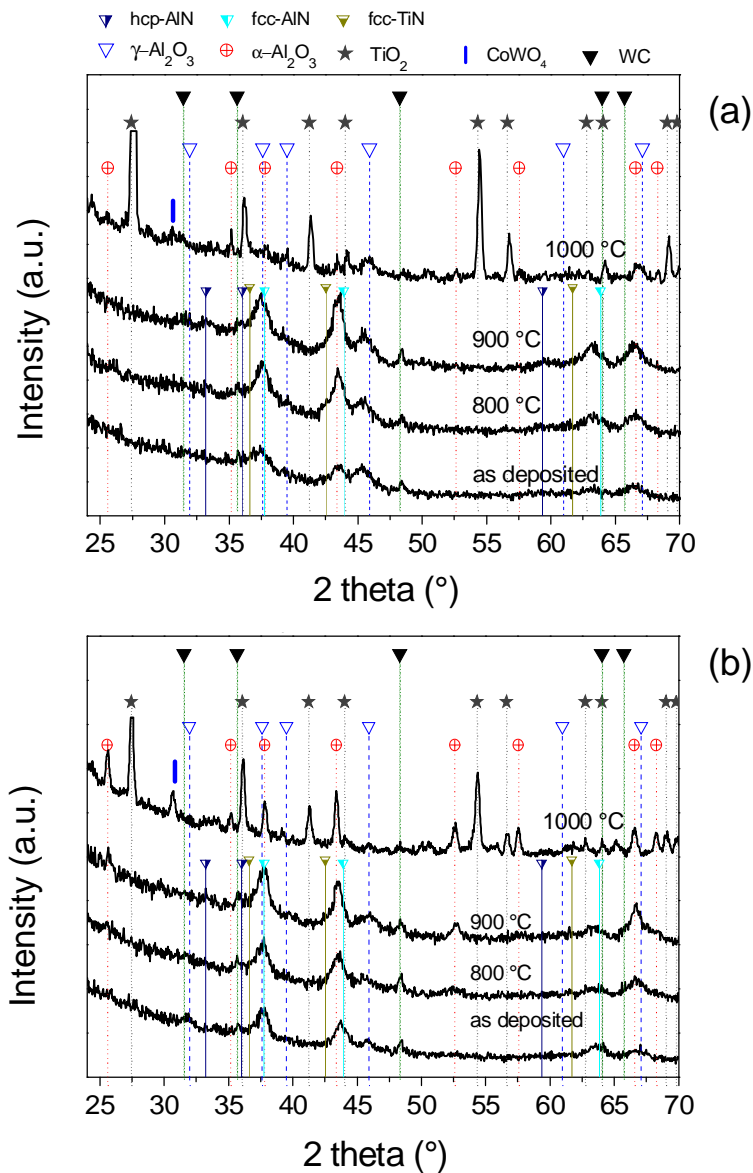 hcp-AlN fcc-AlN fcc-TiN
γ-Al2O3 α-Al2O3 TiO2 CoWO4 WC
(a)
1000 °C
900 °C
800 °C
as deposited
Intensity (a.u.)
25 30 35 40 45 50 55 60 65 70
2 theta (°)
(b)
1000 °C
900 °C
800 °C
as deposited
Intensity (a.u.)
25 30 35 40 45 50 55 60 65 70
2 theta (°)